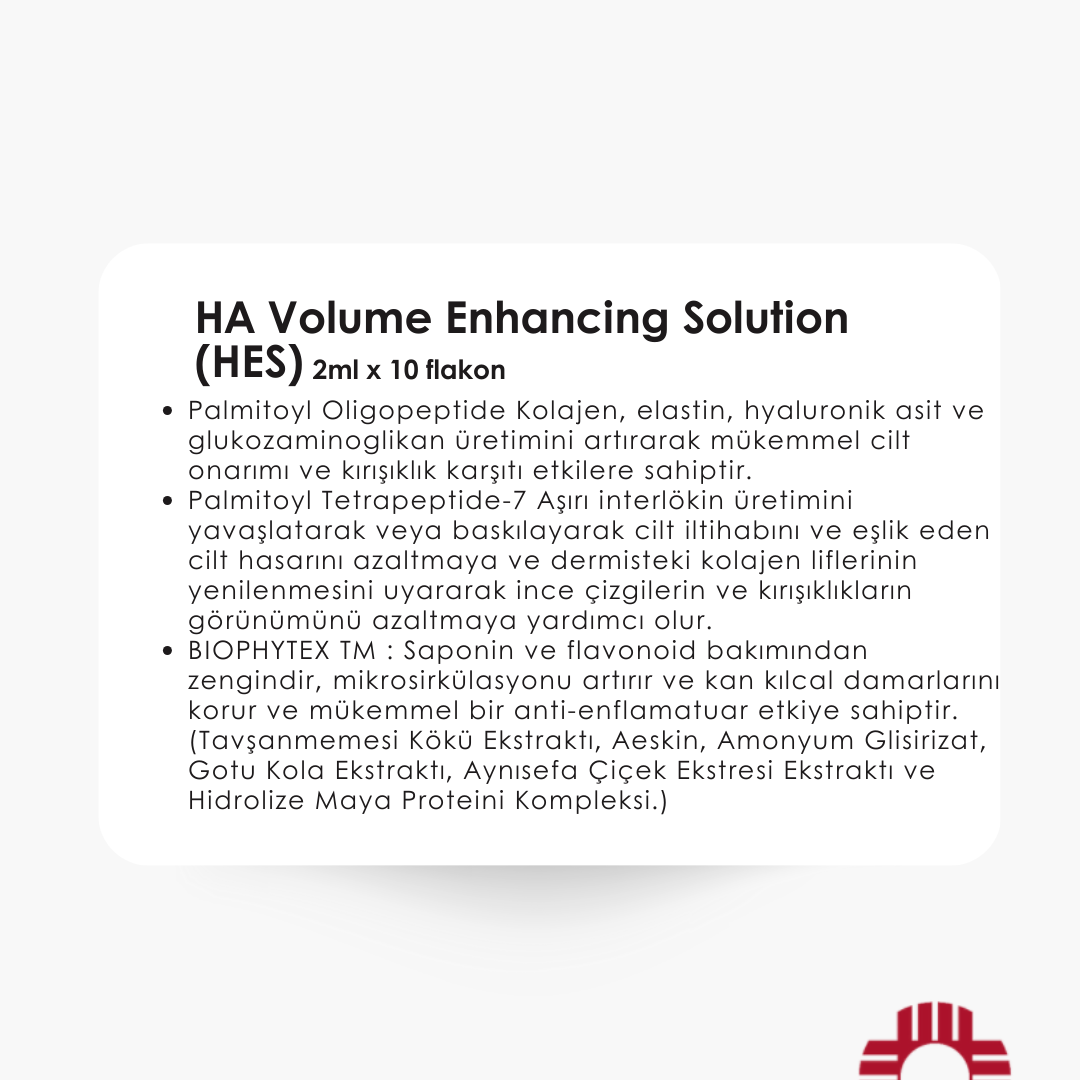 HA Volume Enhancing Solution
(HES) 2ml x 10 flakon
• Palmitoyl Oligopeptide Kolajen, elastin, hyaluronik asit ve
glukozaminoglikan üretimini artırarak mükemmel cilt
onarımı ve kırışıklık karşıtı etkilere sahiptir.
• Palmitoyl Tetrapeptide-7 Aşırı interlökin üretimini
yavaşlatarak veya baskılayarak cilt iltihabını ve eşlik eden
cilt hasarını azaltmaya ve dermisteki kolajen liflerinin
yenilenmesini uyararak ince çizgilerin ve kırışıklıkların
görünümünü azaltmaya yardımcı olur.
• BIOPHYTEX TM : Saponin ve flavonoid bakımından
zengindir, mikrosirkülasyonu artırır ve kan kılcal damarlarını
korur ve mükemmel bir anti-enflamatuar etkiye sahiptir.
(Tavşanmemesi Kökü Ekstraktı, Aeskin, Amonyum Glisirizat,
Gotu Kola Ekstraktı, Aynısefa Çiçek Ekstresi Ekstraktı ve
Hidrolize Maya Proteini Kompleksi.)